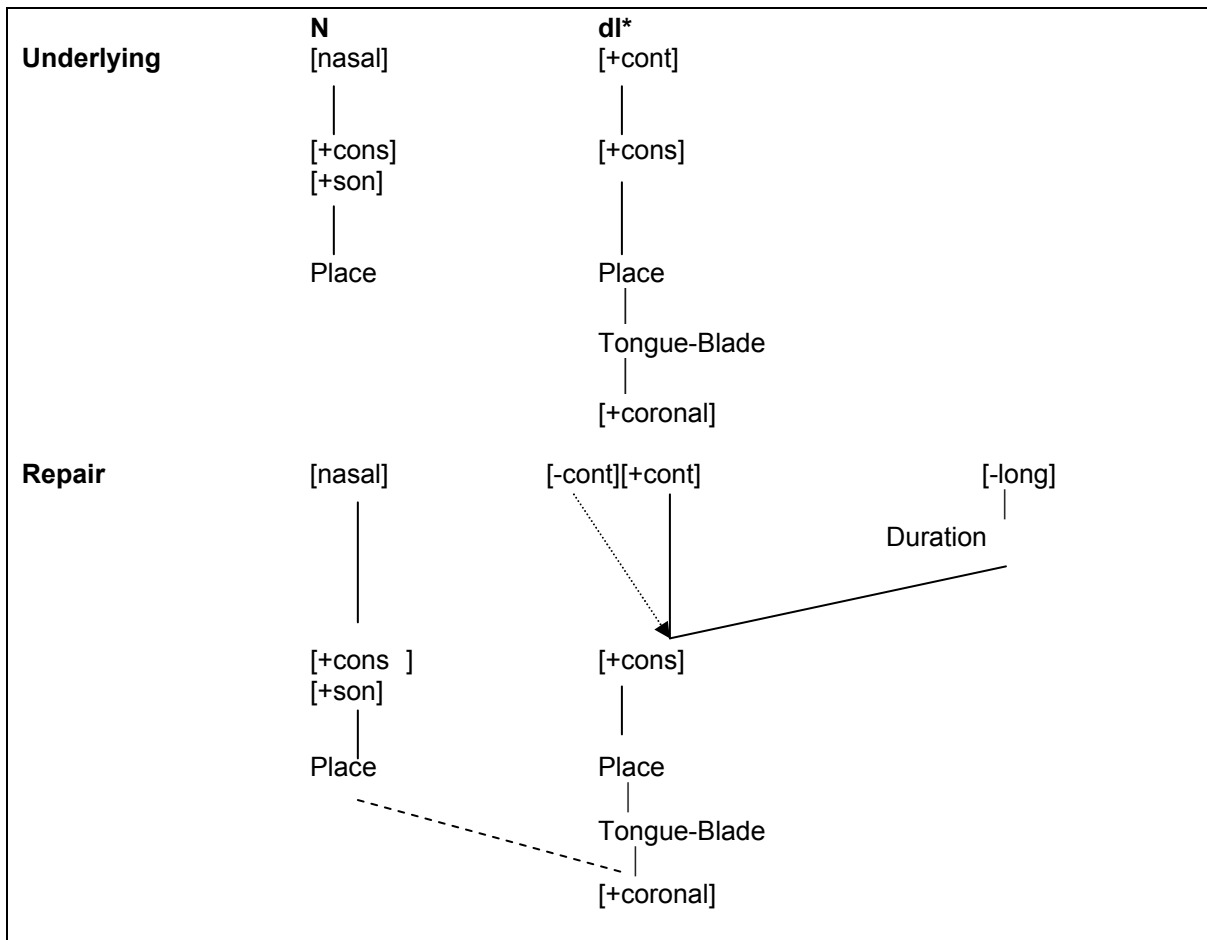 N dl*
Underlying [nasal] [+cont]
[+cons] [+cons]
[+son]
Place Place
Tongue-Blade
[+coronal]
Repair [nasal] [-cont][+cont] [-long]
Duration
[+cons ] [+cons]
[+son]
Place Place
Tongue-Blade
[+coronal]